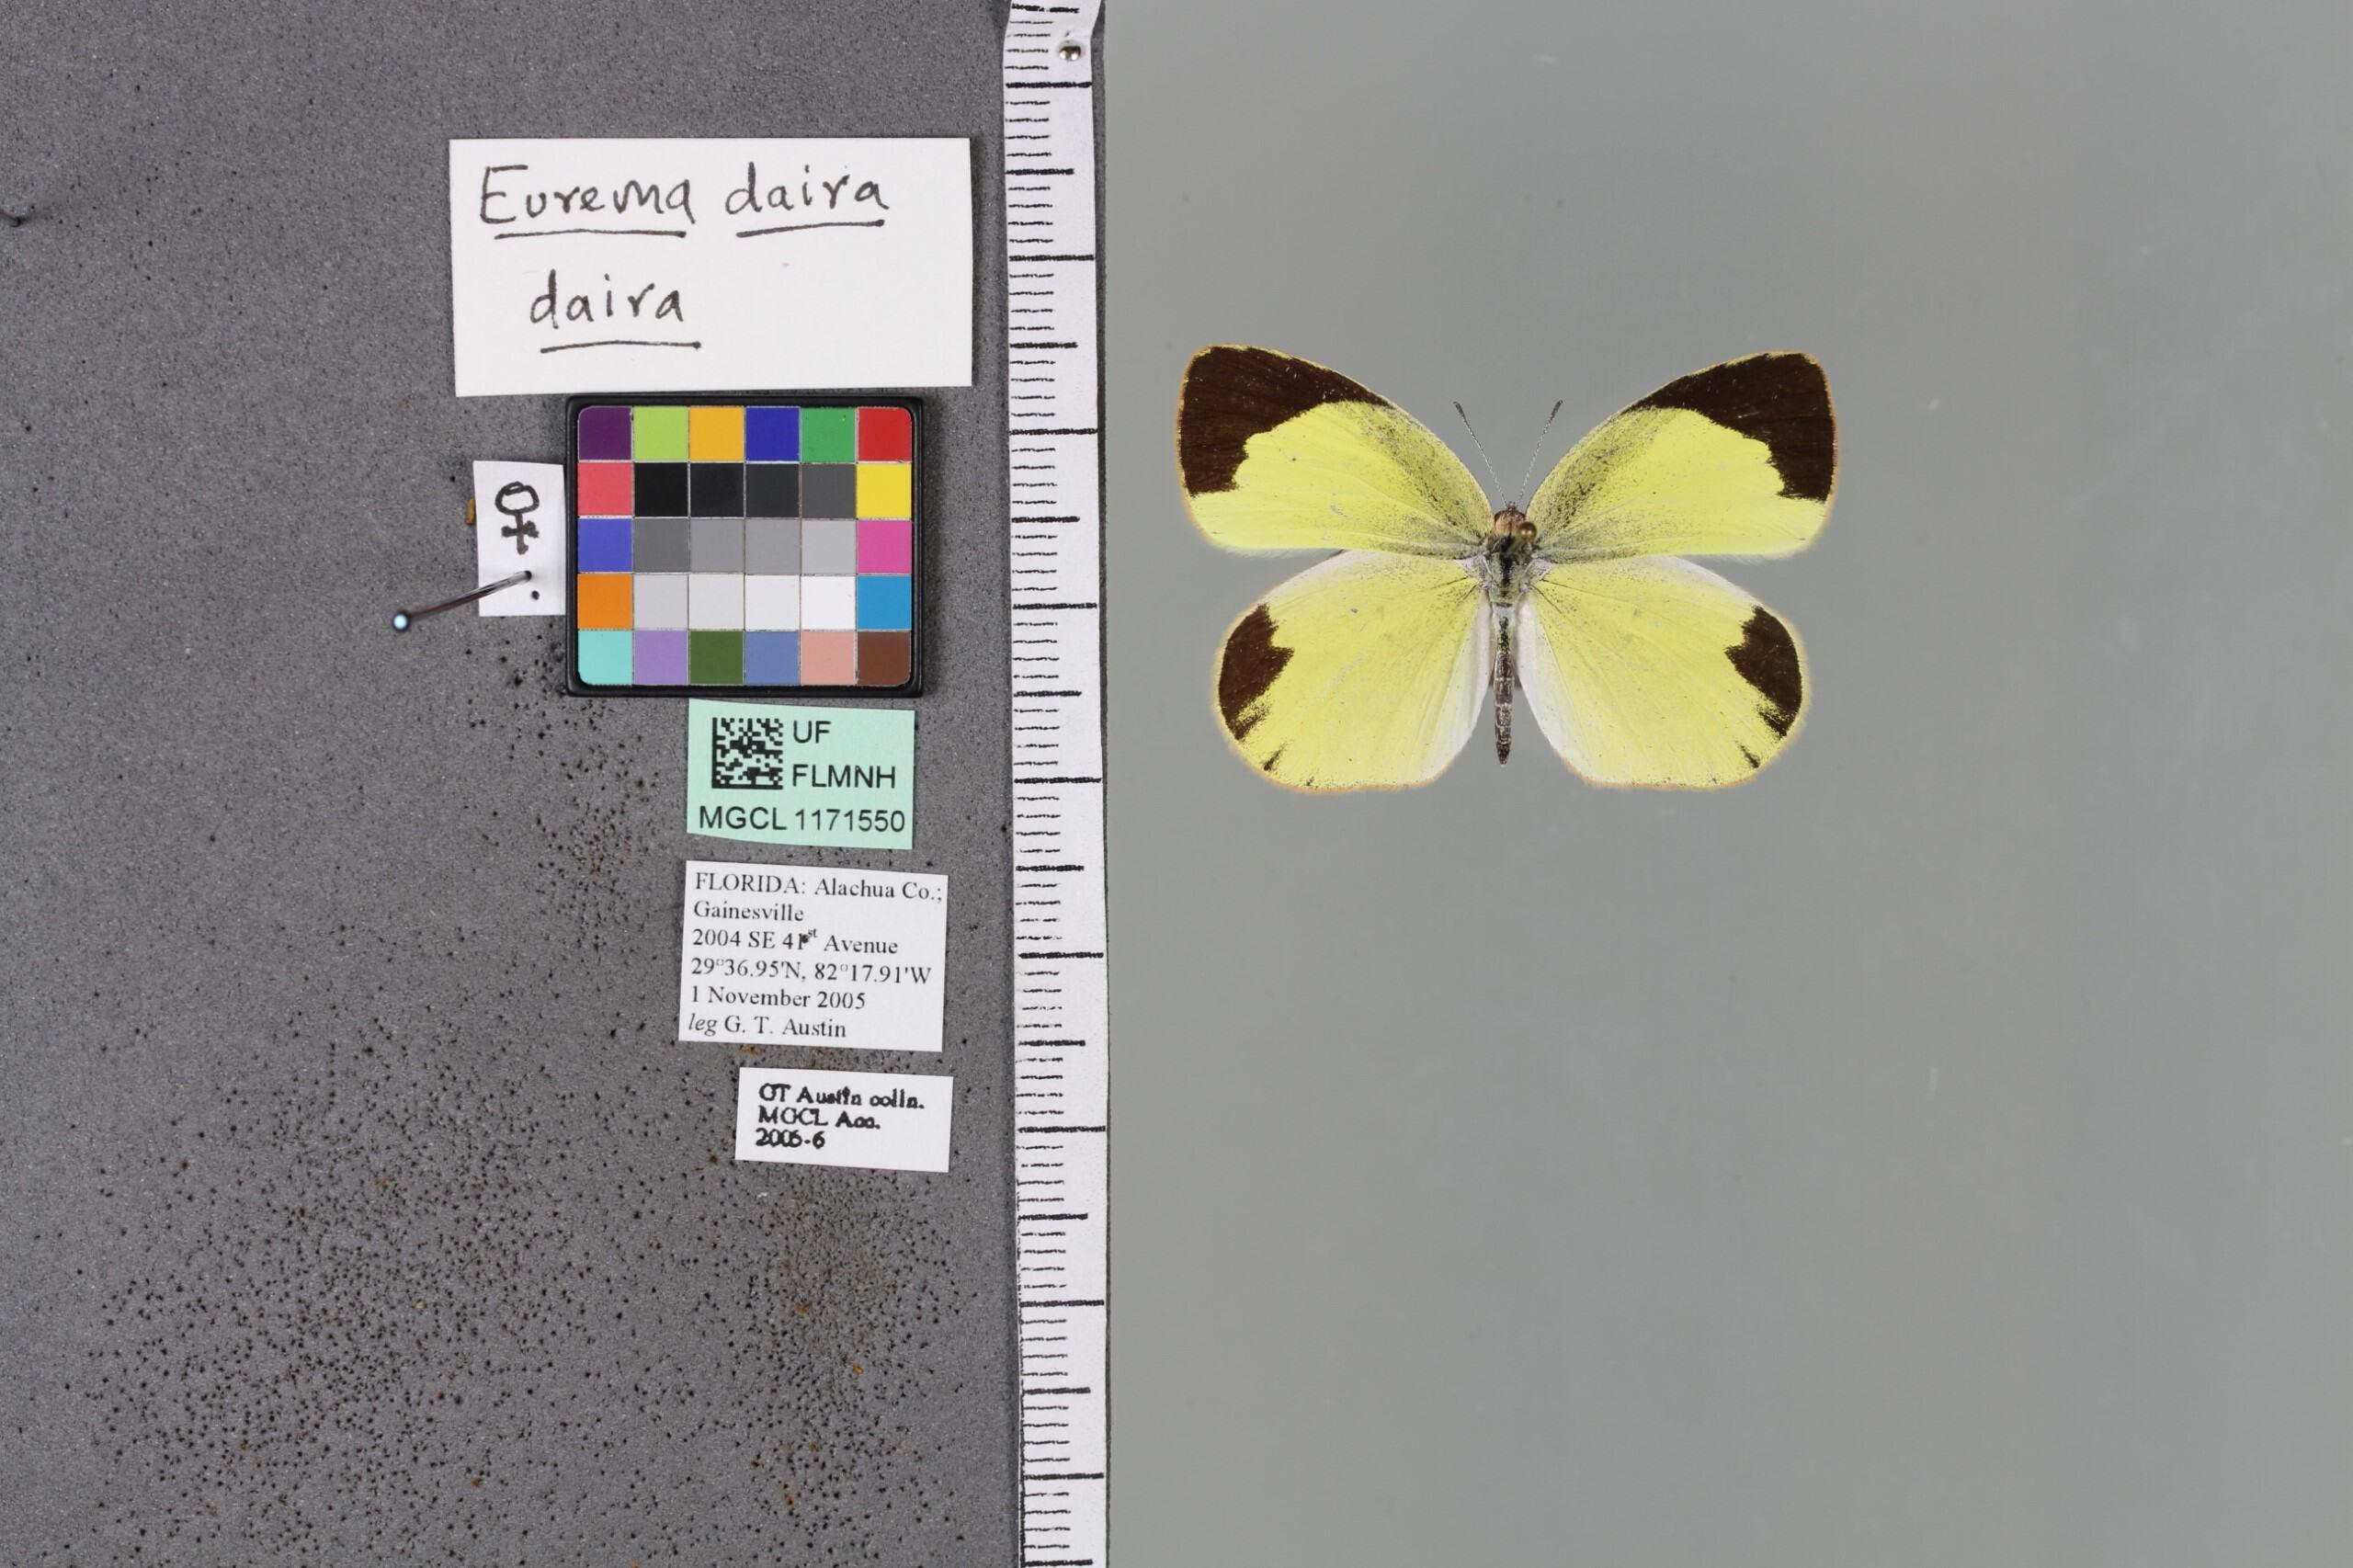 Eurema daira
daira
♀
UF
FLMNH
MGCL 1171550
FLORIDA: Alachua Co.;
Gainesville
2004 SE 41st Avenue
29°36.95'N, 82°17.91'W
1 November 2005
leg G. T. Austin
GT Austin colln.
MGCL Acc.
2005-6